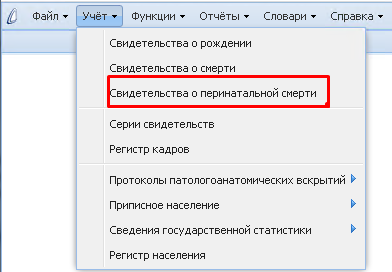 Файл Учёт Функции Отчёты Словари Справка
Свидетельства о рождении
Свидетельства о смерти
Свидетельства о перинатальной смерти
Серии свидетельств
Регистр кадров
Протоколы патологоанатомических вскрытий
Приписное население
Сведения государственной статистики
Регистр населения